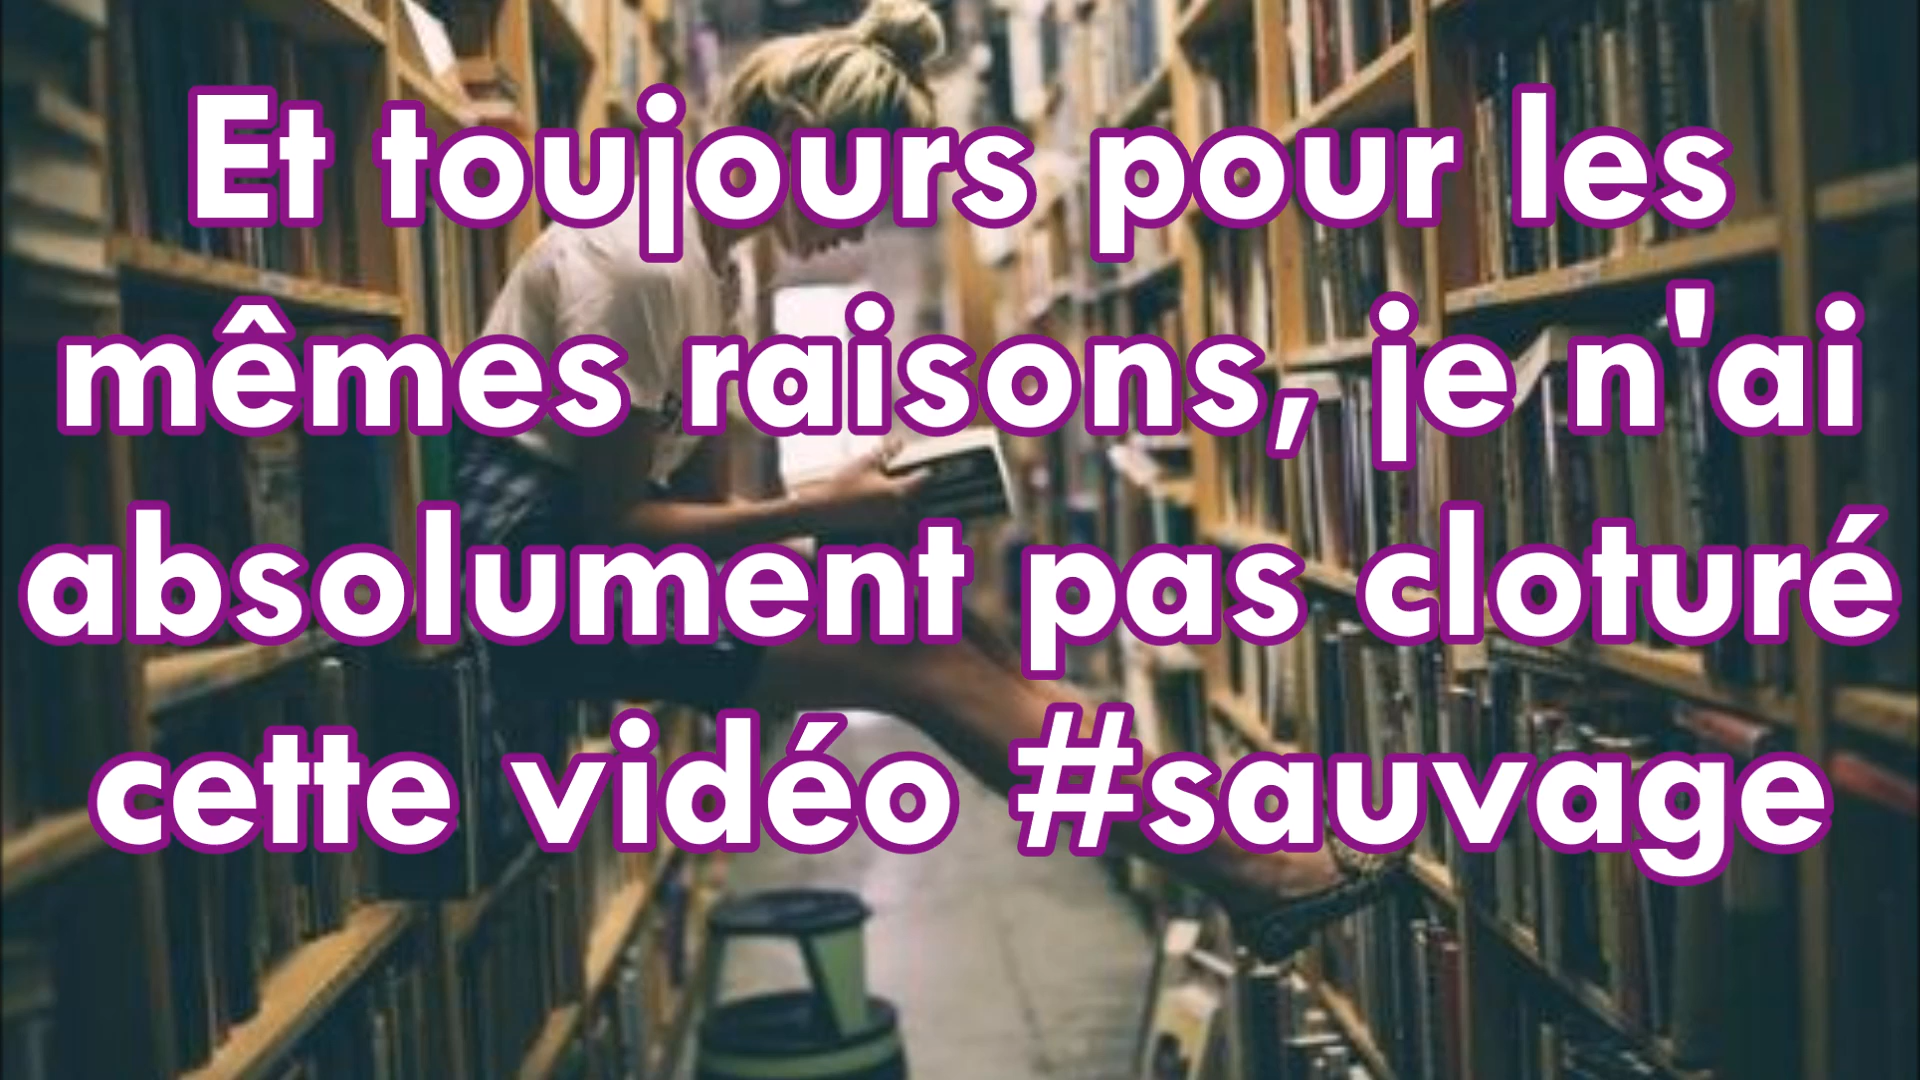 Et toujours pour les
mêmes raisons, je n'ai
absolument pas cloturé
cette vidéo #sauvage